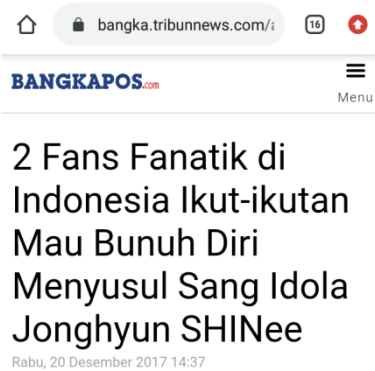 bangka.tribunnews.com/a
16
BANGKAPOS.com
Menu
2 Fans Fanatik di
Indonesia Ikut-ikutan
Mau Bunuh Diri
Menyusul Sang Idola
Jonghyun SHINee
Rabu, 20 Desember 2017 14:37